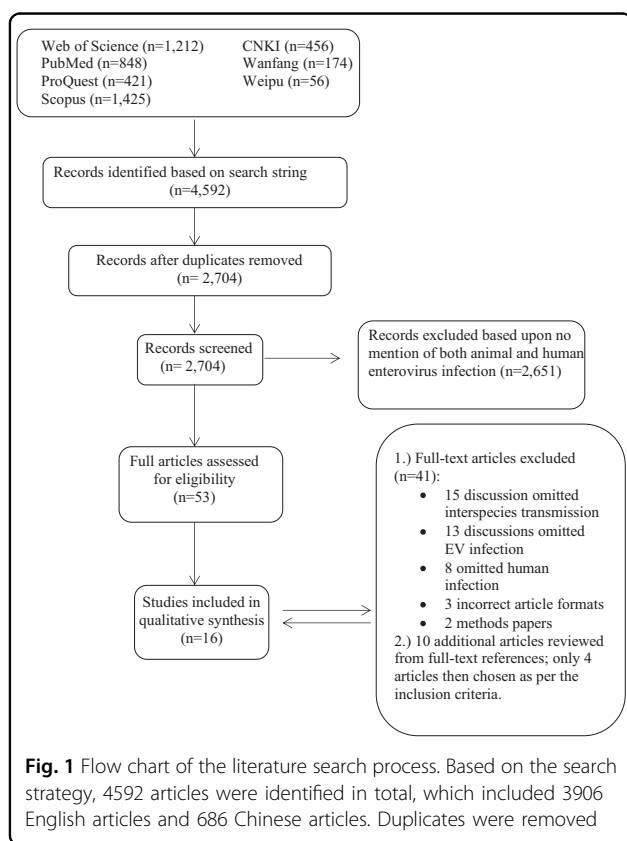 Web of Science (n=1,212)
PubMed (n=848)
ProQuest (n=421)
Scopus (n=1,425)
CNKI (n=456)
Wanfang (n=174)
Weipu (n=56)
Records identified based on search string
(n=4,592)
Records after duplicates removed
(n= 2,704)
Records screened
(n= 2,704)
Records excluded based upon no
mention of both animal and human
enterovirus infection (n=2,651)
Full articles assessed
for eligibility
(n=53)
1.) Full-text articles excluded
(n=41):
• 15 discussion omitted
interspecies transmission
• 13 discussions omitted
EV infection
• 8 omitted human
infection
• 3 incorrect article formats
• 2 methods papers
2.) 10 additional articles reviewed
from full-text references; only 4
articles then chosen as per the
inclusion criteria.
Studies included in
qualitative synthesis
(n=16)
Fig. 1 Flow chart of the literature search process. Based on the search
strategy, 4592 articles were identified in total, which included 3906
English articles and 686 Chinese articles. Duplicates were removed